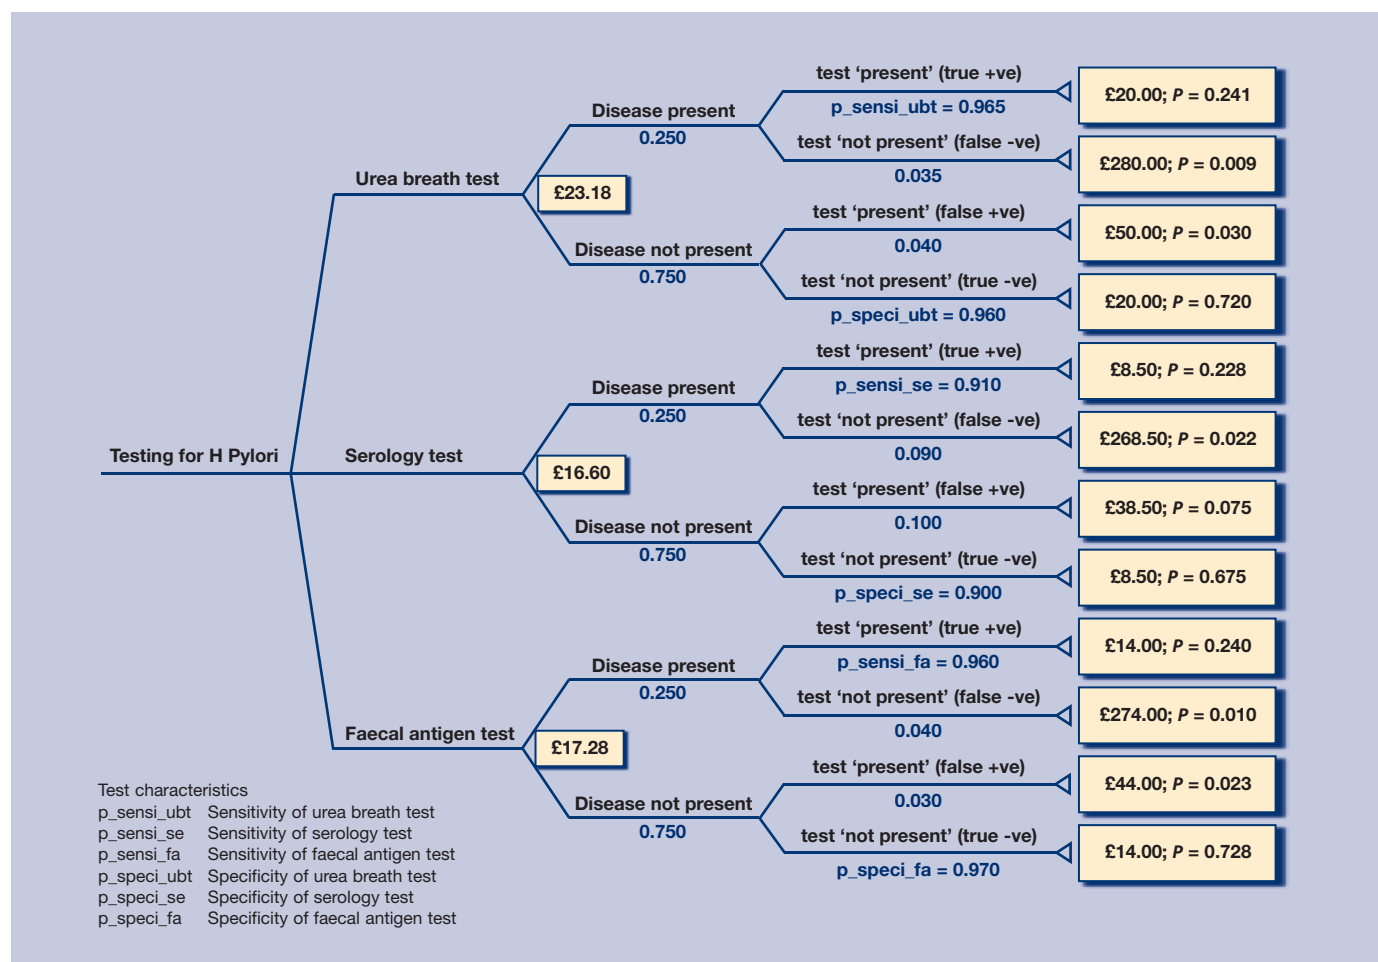 test ‘present’ (true +ve)
p_sensi_ubt = 0.965
£20.00; P = 0.241
Disease present
0.250
test ‘not present’ (false -ve)
0.035
£280.00; P = 0.009
Urea breath test
£23.18
test ‘present’ (false +ve)
0.040
£50.00; P = 0.030
Disease not present
0.750
test ‘not present’ (true -ve)
p_speci_ubt = 0.960
£20.00; P = 0.720
test ‘present’ (true +ve)
p_sensi_se = 0.910
£8.50; P = 0.228
Disease present
0.250
test ‘not present’ (false -ve)
0.090
£268.50; P = 0.022
Testing for H Pylori
Serology test
£16.60
test ‘present’ (false +ve)
0.100
£38.50; P = 0.075
Disease not present
0.750
test ‘not present’ (true -ve)
p_speci_se = 0.900
£8.50; P = 0.675
test ‘present’ (true +ve)
p_sensi_fa = 0.960
£14.00; P = 0.240
Disease present
0.250
test ‘not present’ (false -ve)
0.040
£274.00; P = 0.010
Faecal antigen test
£17.28
test ‘present’ (false +ve)
0.030
£44.00; P = 0.023
Disease not present
0.750
test ‘not present’ (true -ve)
p_speci_fa = 0.970
£14.00; P = 0.728
Test characteristics
p_sensi_ubt Sensitivity of urea breath test
p_sensi_se Sensitivity of serology test
p_sensi_fa Sensitivity of faecal antigen test
p_speci_ubt Specificity of urea breath test
p_speci_se Specificity of serology test
p_speci_fa Specificity of faecal antigen test